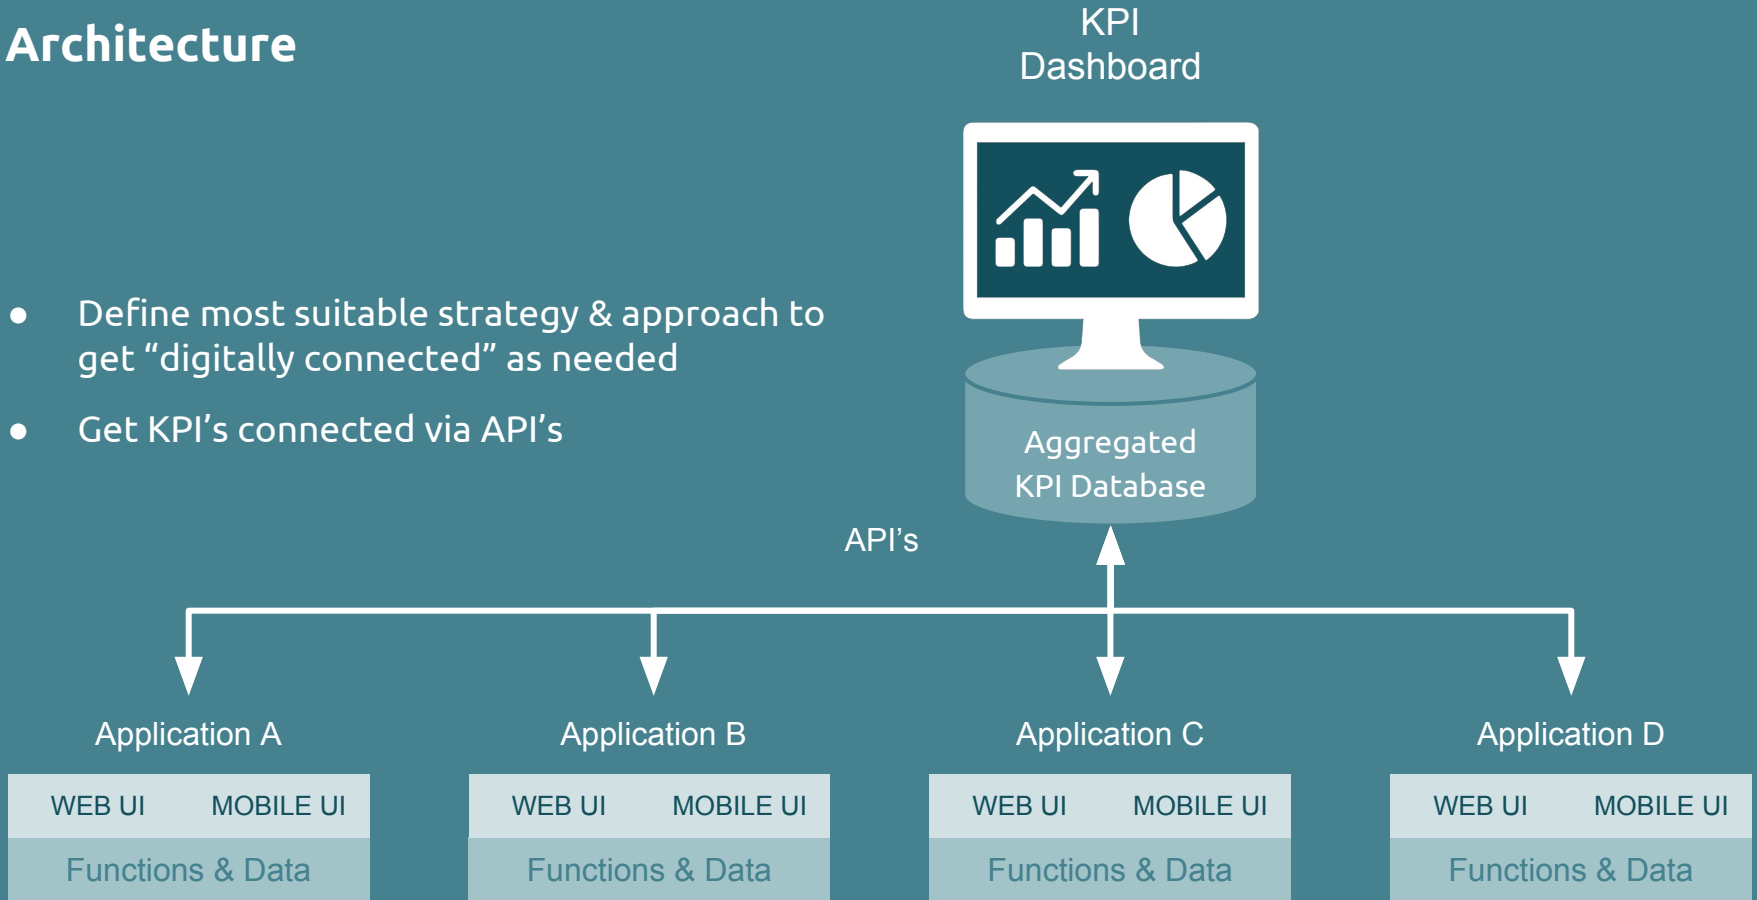 Architecture
KPI
Dashboard
● Define most suitable strategy & approach to
get “digitally connected” as needed
● Get KPI’s connected via API’s
Aggregated
KPI Database
API’s
Application A
Application B
Application C
Application D
WEB UI MOBILE UI
WEB UI MOBILE UI
WEB UI MOBILE UI
WEB UI MOBILE UI
Functions & Data
Functions & Data
Functions & Data
Functions & Data